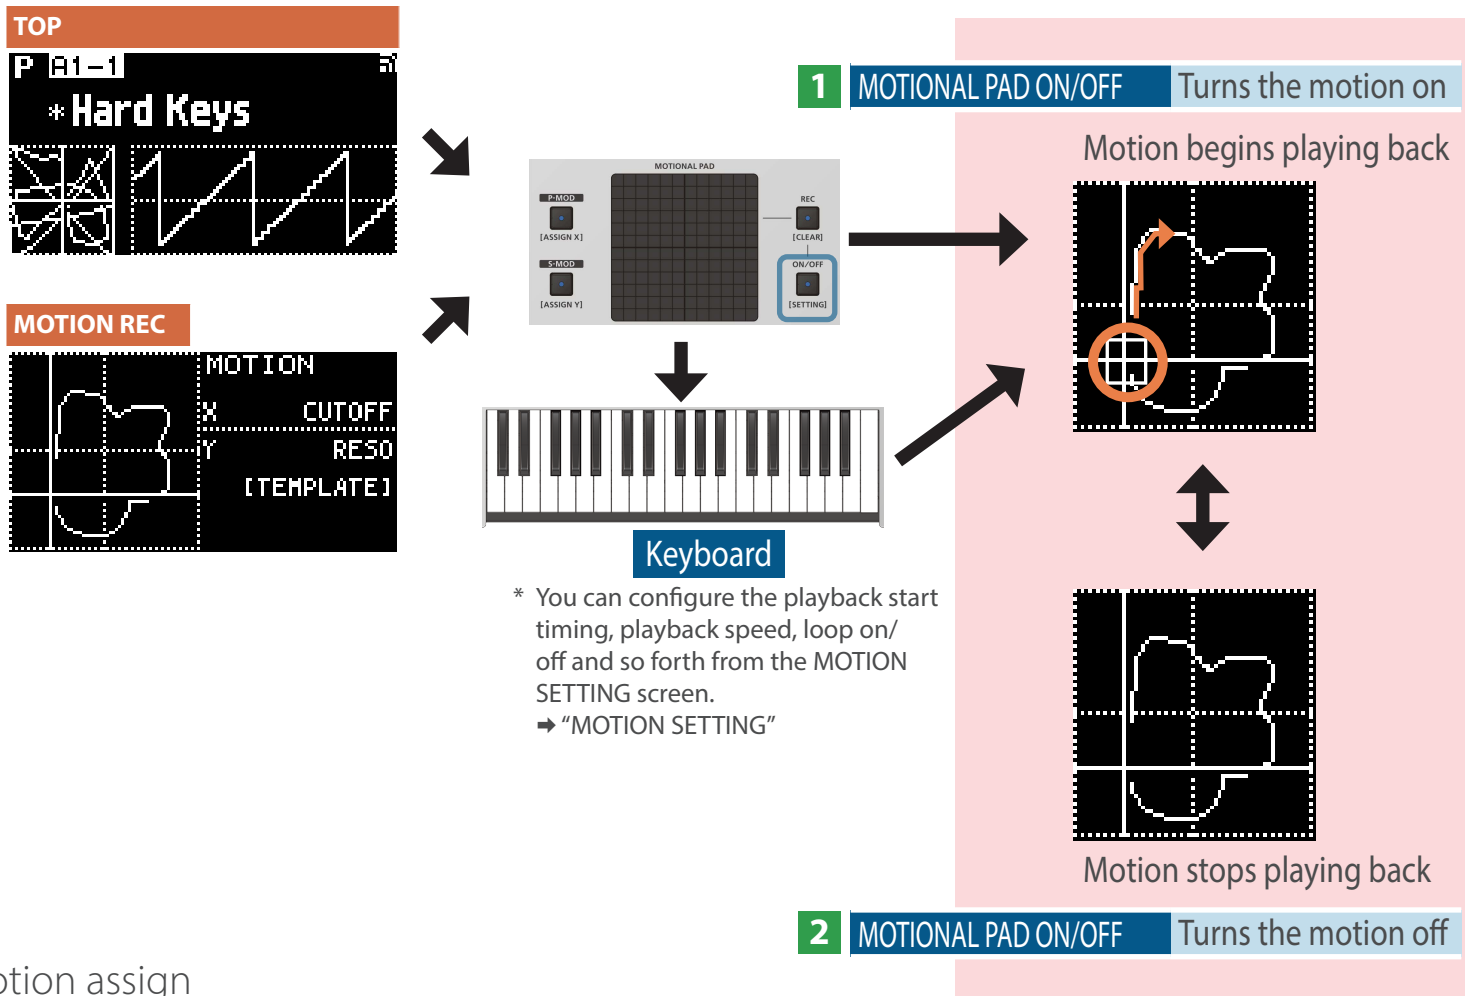 TOP
P A1-1
*Hard Keys
MOTION REC
MOTION
X CUTOFF
Y RESO
[TEMPLATE]
MOTIONAL PAD
P-MOD
[ASSIGN X]
S-MOD
[ASSIGN Y]
REC
[CLEAR]
ON/OFF
[SETTING]
Keyboard
* You can configure the playback start
timing, playback speed, loop on/
off and so forth from the MOTION
SETTING screen.
➡ “MOTION SETTING”
1 MOTIONAL PAD ON/OFF Turns the motion on
Motion begins playing back
Motion stops playing back
2 MOTIONAL PAD ON/OFF Turns the motion off
assign